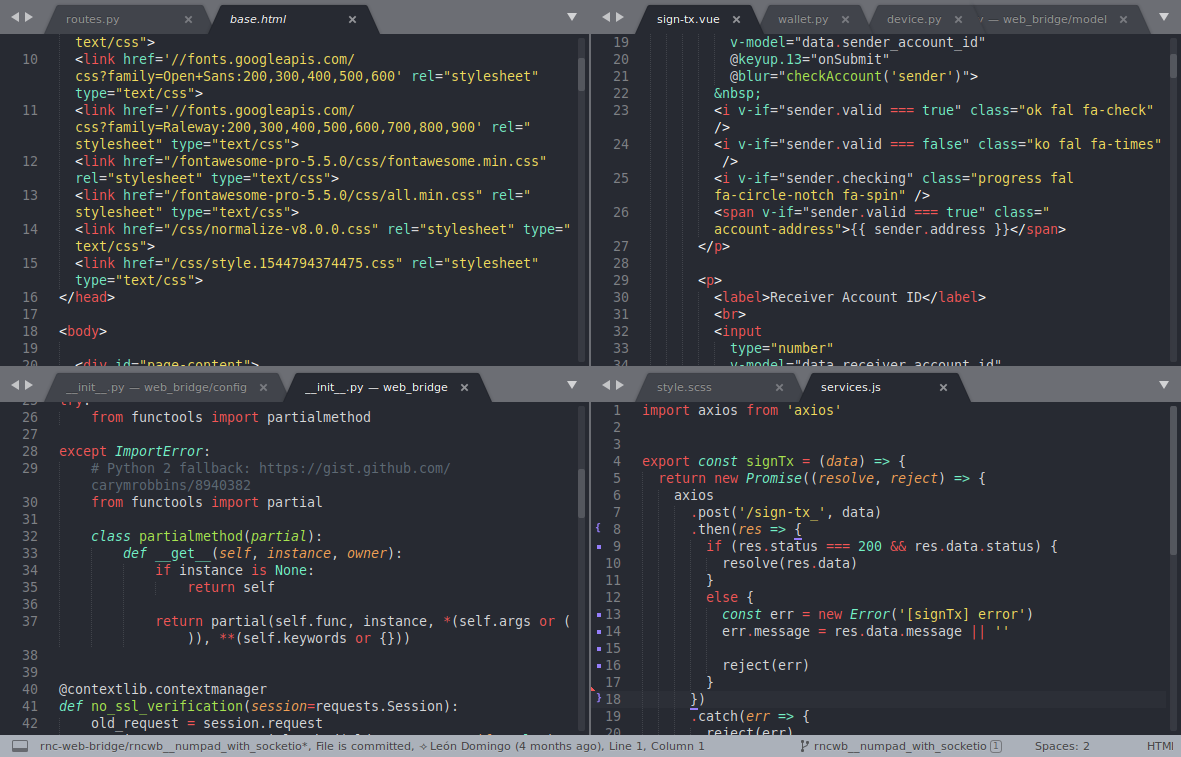 routes.py
base.html
text/css">
10 <link href='//fonts.googleapis.com/
css?family=Open+Sans:200,300,400,500,600' rel="stylesheet"
type="text/css">
11 <link href='//fonts.googleapis.com/
css?family=Raleway:200,300,400,500,600,700,800,900' rel="
stylesheet" type="text/css">
12 <link href="/fontawesome-pro-5.5.0/css/fontawesome.min.css"
rel="stylesheet" type="text/css">
13 <link href="/fontawesome-pro-5.5.0/css/all.min.css" rel="
stylesheet" type="text/css">
14 <link href="/css/normalize-v8.0.0.css" rel="stylesheet" type="
text/css">
15 <link href="/css/style.1544794374475.css" rel="stylesheet"
type="text/css">
16 </head>
17
18 <body>
19
20 <div id="page-content">
sign-tx.vue
wallet.py
device.py
— web_bridge/model
19 v-model="data.sender_account_id"
20 @keyup.13="onSubmit"
21 @blur="checkAccount('sender')">
22 &nbsp;
23 <i v-if="sender.valid === true" class="ok fal fa-check"
/>
24 <i v-if="sender.valid === false" class="ko fal fa-times"
/>
25 <i v-if="sender.checking" class="progress fal
fa-circle-notch fa-spin" />
26 <span v-if="sender.valid === true" class="
account-address">{{ sender.address }}</span>
27 </p>
28
29 <p>
30 <label>Receiver Account ID</label>
31 <br>
32 <input
33 type="number"
34 v-model="data.receiver_account_id"
__init__.py — web_bridge/config
__init__.py — web_bridge
25 try:
26 from functools import partialmethod
27
28 except ImportError:
29 # Python 2 fallback: https://gist.github.com/
carymrobbins/8940382
30 from functools import partial
31
32 class partialmethod(partial):
33 def __get__(self, instance, owner):
34 if instance is None:
35 return self
36
37 return partial(self.func, instance, *(self.args or (
)), **(self.keywords or {}))
38
39
40 @contextlib.contextmanager
41 def no_ssl_verification(session=requests.Session):
42 old_request = session.request
style.scss
services.js
1 import axios from 'axios'
2
3
4 export const signTx = (data) => {
5 return new Promise((resolve, reject) => {
6 axios
7 .post('/sign-tx_', data)
8 .then(res => {
9 if (res.status === 200 && res.data.status) {
10 resolve(res.data)
11 }
12 else {
13 const err = new Error('[signTx] error')
14 err.message = res.data.message || ''
15
16 reject(err)
17 }
18 })
19 .catch(err => {
20 reject(err)
rnc-web-bridge/rncwb__numpad_with_socketio*, File is committed, ✧León Domingo (4 months ago), Line 1, Column 1
rncwb__numpad_with_socketio 1
Spaces: 2
HTML